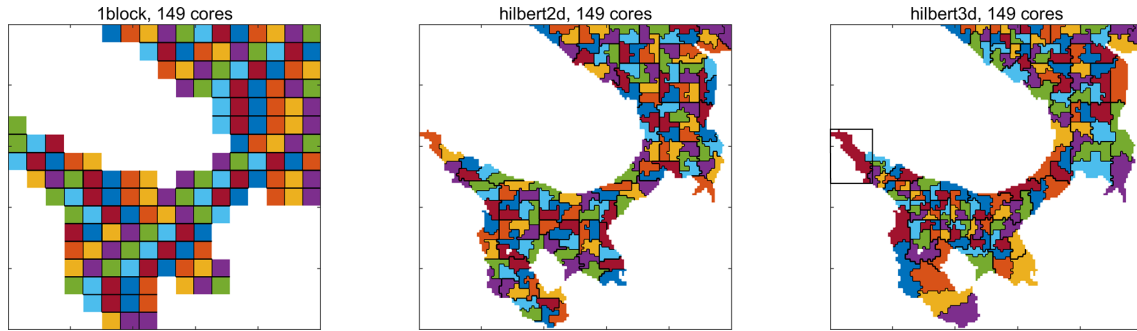 1block, 149 cores
hilbert2d, 149 cores
hilbert3d, 149 cores